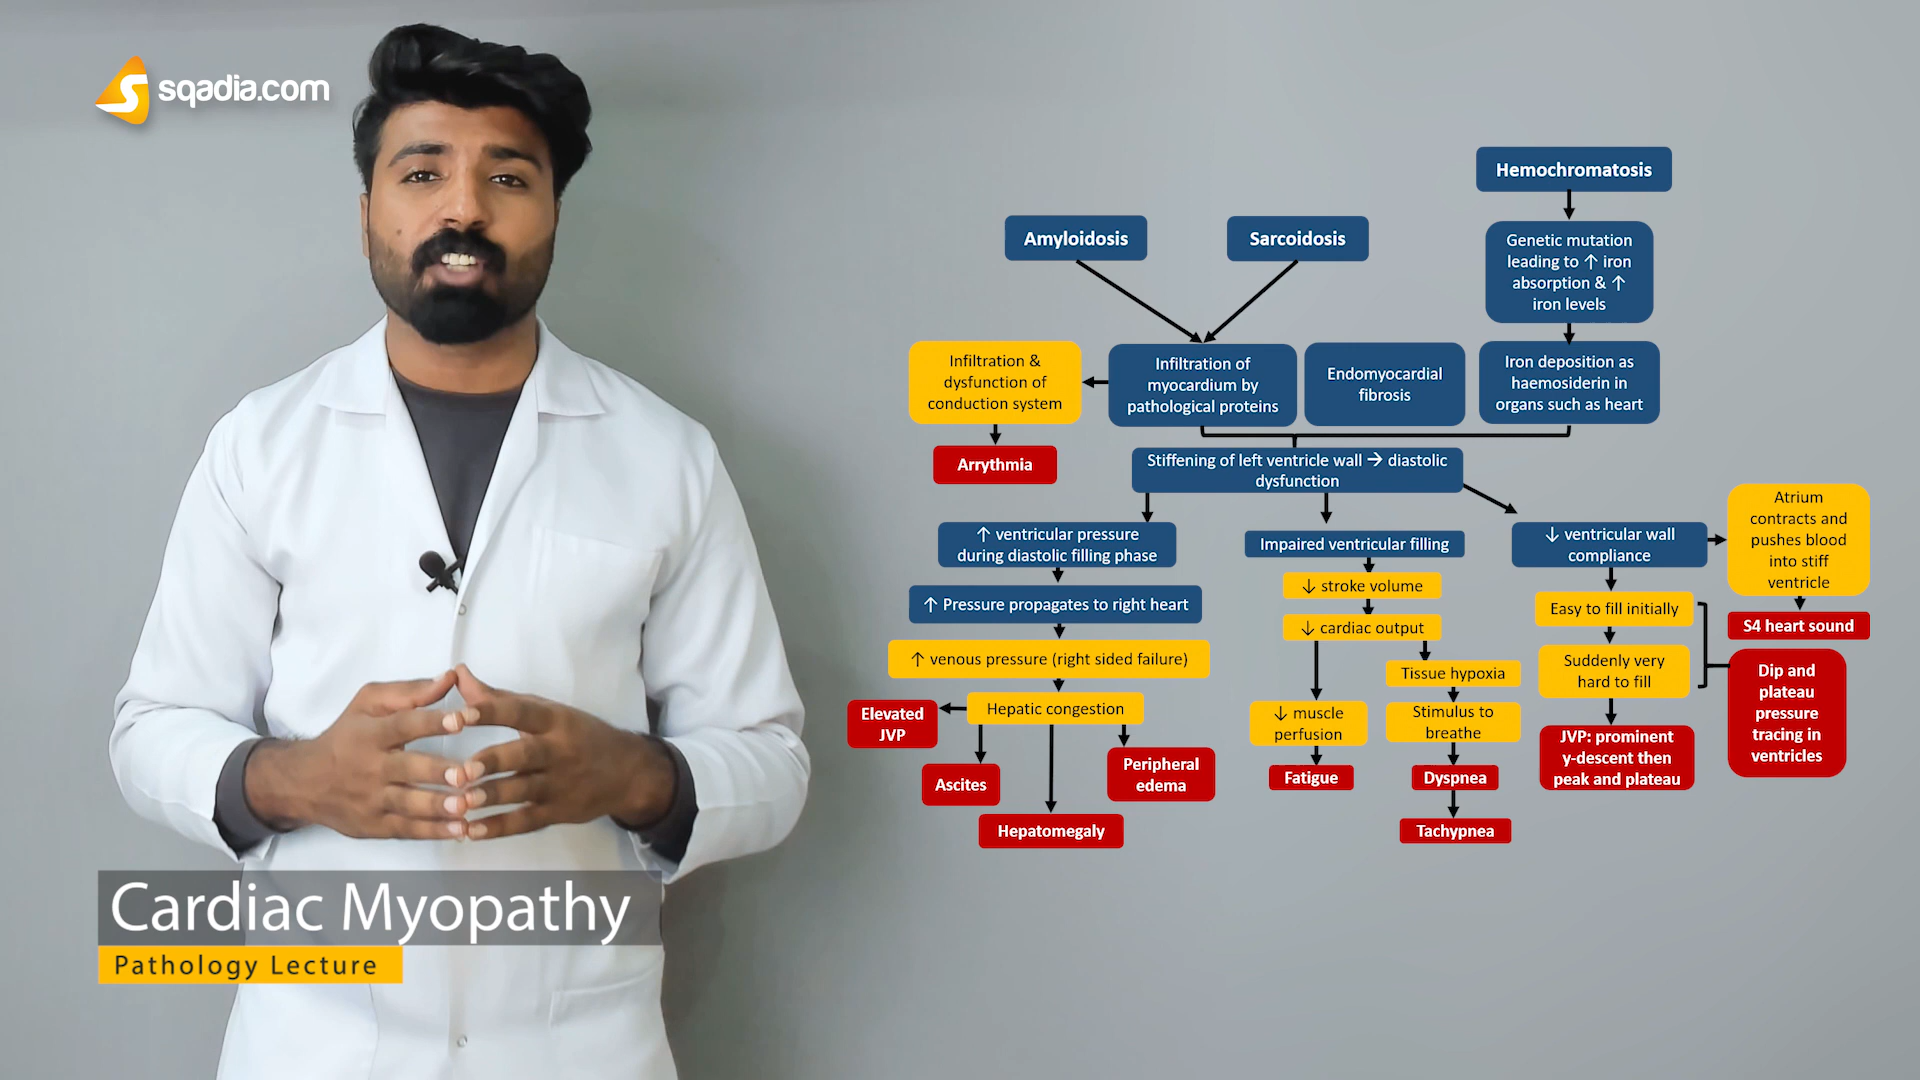 sqadia.com
Hemochromatosis
Amyloidosis
Sarcoidosis
Genetic mutation
leading to ↑ iron
absorption & ↑
iron levels
Infiltration &
dysfunction of
conduction system
Infiltration of
myocardium by
pathological proteins
Endomyocardial
fibrosis
Iron deposition as
haemosiderin in
organs such as heart
Arrythmia
Stiffening of left ventricle wall → diastolic
dysfunction
↑ ventricular pressure
during diastolic filling phase
Impaired ventricular filling
↓ ventricular wall
compliance
Atrium
contracts and
pushes blood
into stiff
ventricle
↑ Pressure propagates to right heart
↓ stroke volume
Easy to fill initially
S4 heart sound
↑ venous pressure (right sided failure)
↓ cardiac output
Suddenly very
hard to fill
Dip and
plateau
pressure
tracing in
ventricles
Tissue hypoxia
Elevated
JVP
Hepatic congestion
↓ muscle
perfusion
Stimulus to
breathe
JVP: prominent
y-descent then
peak and plateau
Ascites
Peripheral
edema
Fatigue
Dyspnea
Hepatomegaly
Tachypnea
Cardiac Myopathy
Pathology Lecture